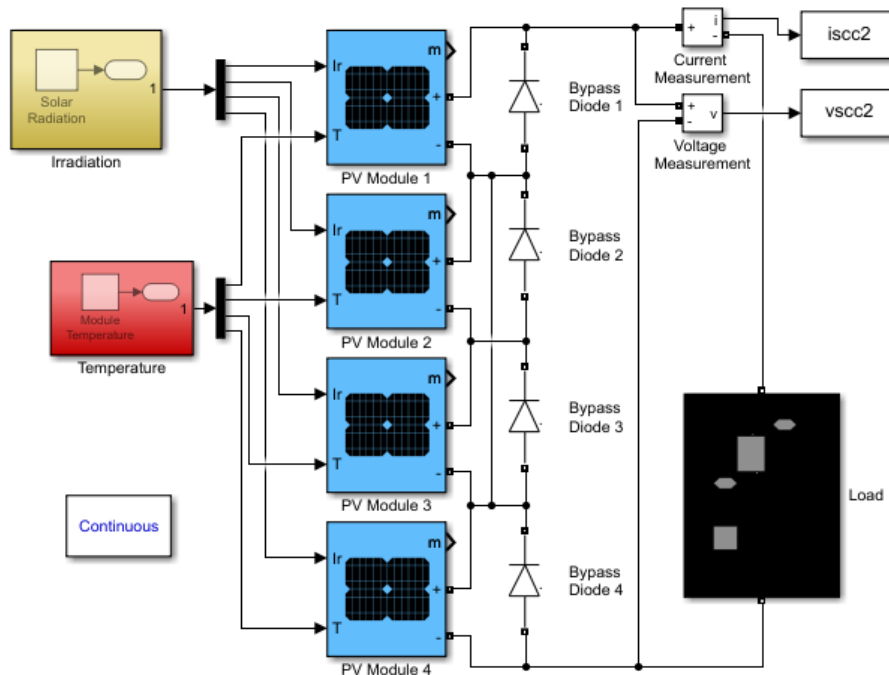 Solar
Radiation
1
Irradiation
Module
Temperature
1
Temperature
Continuous
Ir
T
m
+
-
PV Module 1
Ir
T
m
+
-
PV Module 2
Ir
T
m
+
-
PV Module 3
Ir
T
m
+
-
PV Module 4
Bypass
Diode 1
Bypass
Diode 2
Bypass
Diode 3
Bypass
Diode 4
+
i
-
Current
Measurement
+
-
v
Voltage
Measurement
iscc2
vscc2
Load